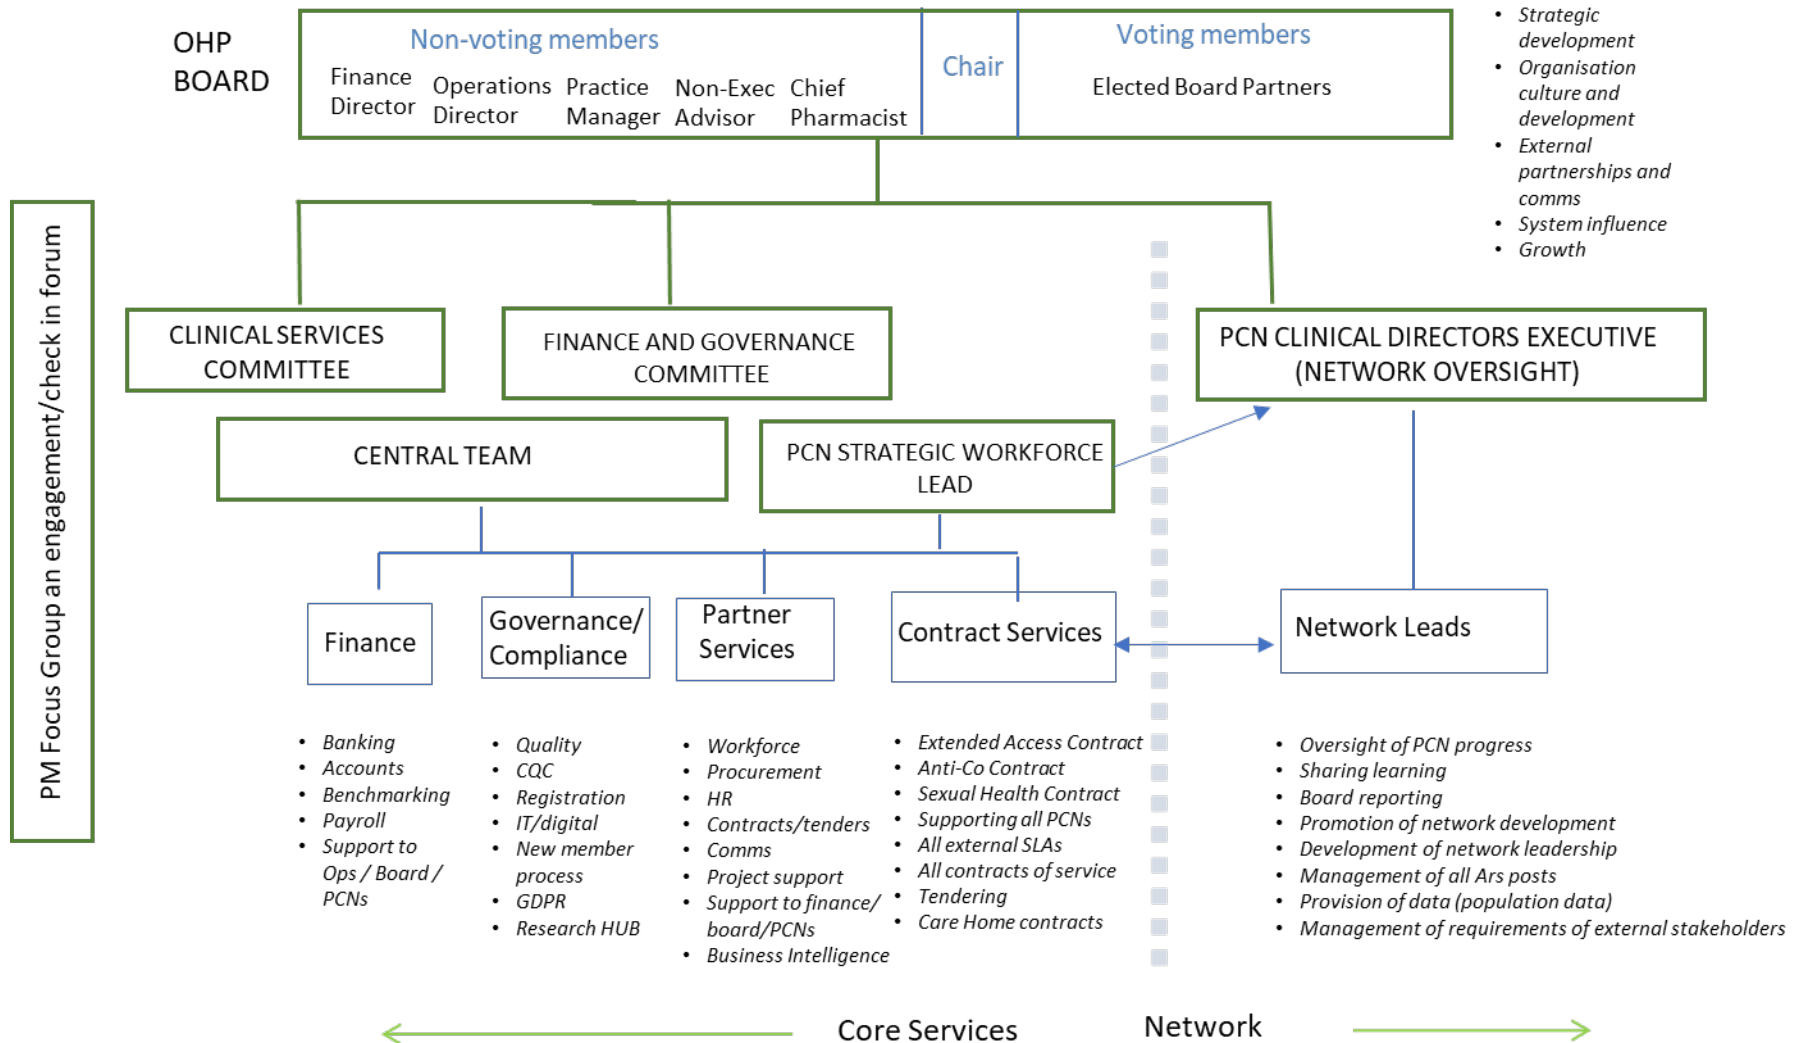 OHP
BOARD
Non-voting members
Finance
Director
Operations
Director
Practice
Manager
Non-Exec
Advisor
Chief
Pharmacist
Chair
Voting members
Elected Board Partners
• Strategic
development
• Organisation
culture and
development
• External
partnerships and
comms
• System influence
• Growth
PM Focus Group an engagement/check in forum
CLINICAL SERVICES
COMMITTEE
FINANCE AND GOVERNANCE
COMMITTEE
PCN CLINICAL DIRECTORS EXECUTIVE
(NETWORK OVERSIGHT)
CENTRAL TEAM
PCN STRATEGIC WORKFORCE
LEAD
Finance
Governance/
Compliance
Partner
Services
Contract Services
Network Leads
• Banking
• Accounts
• Benchmarking
• Payroll
• Support to
Ops / Board /
PCNs
• Quality
• CQC
• Registration
• IT/digital
• New member
process
• GDPR
• Research HUB
• Workforce
• Procurement
• HR
• Contracts/tenders
• Comms
• Project support
• Support to finance/
board/PCNs
• Business Intelligence
• Extended Access Contract
• Anti-Co Contract
• Sexual Health Contract
• Supporting all PCNs
• All external SLAs
• All contracts of service
• Tendering
• Care Home contracts
• Oversight of PCN progress
• Sharing learning
• Board reporting
• Promotion of network development
• Development of network leadership
• Management of all Ars posts
• Provision of data (population data)
• Management of requirements of external stakeholders
Core Services
Network